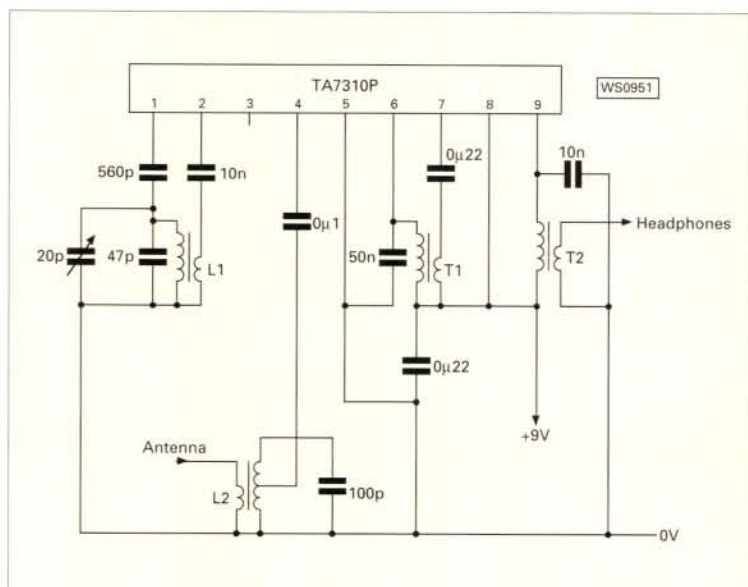 TA7310P
WS0951
1 2 3 4 5 6 7 8 9
560p
10n
0µ22
10n
0µ1
Headphones
20p
47p
L1
50n
T1
T2
0µ22
+9V
Antenna
L2
100p
0V